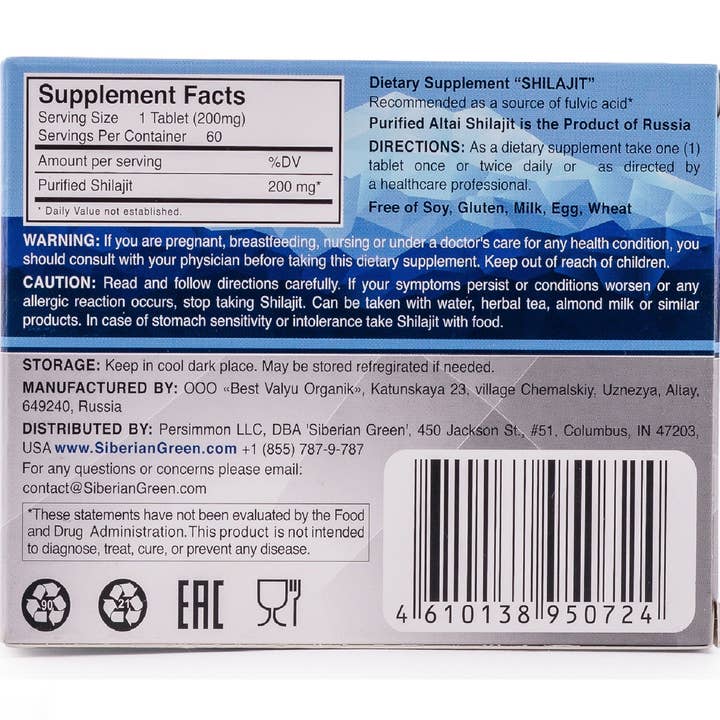 Supplement Facts
Serving Size 1 Tablet (200mg)
Servings Per Container 60
Amount per serving %DV
Purified Shilajit 200 mg*
* Daily Value not established.
Dietary Supplement “SHILAJIT”
Recommended as a source of fulvic acid*
Purified Altai Shilajit is the Product of Russia
DIRECTIONS: As a dietary supplement take one (1)
tablet once or twice daily or as directed by
a healthcare professional.
Free of Soy, Gluten, Milk, Egg, Wheat
WARNING: If you are pregnant, breastfeeding, nursing or under a doctor's care for any health condition, you
should consult with your physician before taking this dietary supplement. Keep out of reach of children.
CAUTION: Read and follow directions carefully. If your symptoms persist or conditions worsen or any
allergic reaction occurs, stop taking Shilajit. Can be taken with water, herbal tea, almond milk or similar
products. In case of stomach sensitivity or intolerance take Shilajit with food.
STORAGE: Keep in cool dark place. May be stored refregirated if needed.
MANUFACTURED BY: OOO «Best Valyu Organik», Katunskaya 23, village Chemalskiy, Uznezya, Altay,
649240, Russia
DISTRIBUTED BY: Persimmon LLC, DBA 'Siberian Green', 450 Jackson St., #51, Columbus, IN 47203,
USA www.SiberianGreen.com +1 (855) 787-9-787
For any questions or concerns please email:
contact@SiberianGreen.com
*These statements have not been evaluated by the Food
and Drug Administration.This product is not intended
to diagnose, treat, cure, or prevent any disease.
90 21 EAC
4 610138 950724